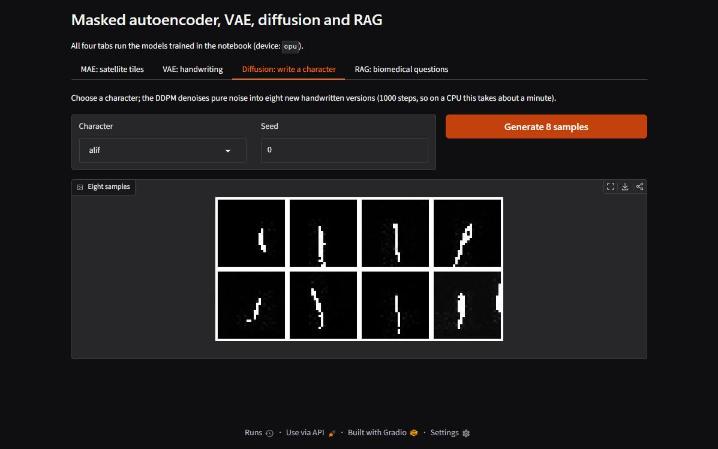 Masked autoencoder, VAE, diffusion and RAG
All four tabs run the models trained in the notebook (device: cpu).
MAE: satellite tiles VAE: handwriting Diffusion: write a character RAG: biomedical questions
Choose a character; the DDPM denoises pure noise into eight new handwritten versions (1000 steps, so on a CPU this takes about a minute).
Character Seed Generate 8 samples
alif 0
Eight samples
Runs · Use via API · Built with Gradio · Settings